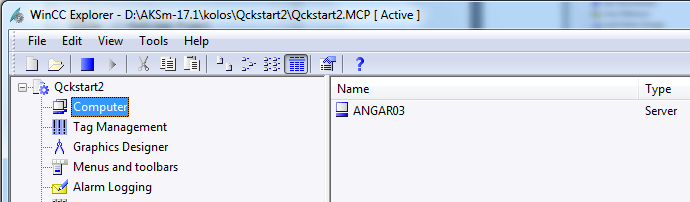 WinCC Explorer - D:\AKSm-17.1\kolos\Qckstart2\Qckstart2.MCP [ Active ]
File Edit View Tools Help
Qckstart2
Computer
Tag Management
Graphics Designer
Menus and toolbars
Alarm Logging
Name Type
ANGAR03 Server